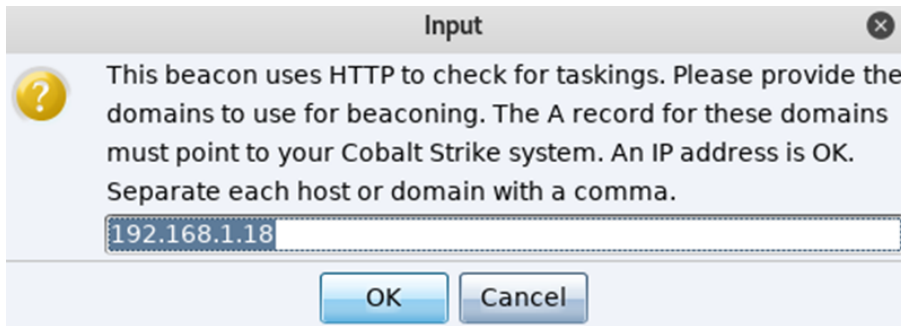 Input
This beacon uses HTTP to check for taskings. Please provide the
domains to use for beaconing. The A record for these domains
must point to your Cobalt Strike system. An IP address is OK.
Separate each host or domain with a comma.
192.168.1.18
OK
Cancel